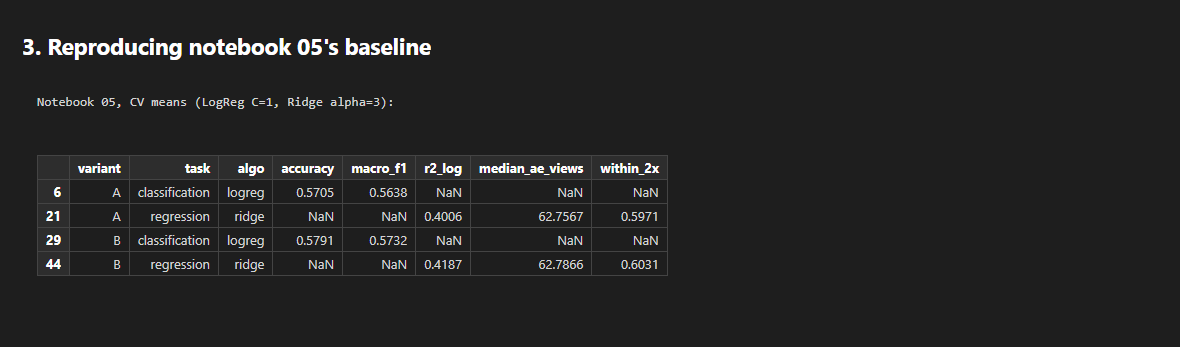 3. Reproducing notebook 05's baseline
Notebook 05, CV means (LogReg C=1, Ridge alpha=3):
variant task algo accuracy macro_f1 r2_log median_ae_views within_2x
6 A classification logreg 0.5705 0.5638 NaN NaN NaN
21 A regression ridge NaN NaN 0.4006 62.7567 0.5971
29 B classification logreg 0.5791 0.5732 NaN NaN NaN
44 B regression ridge NaN NaN 0.4187 62.7866 0.6031